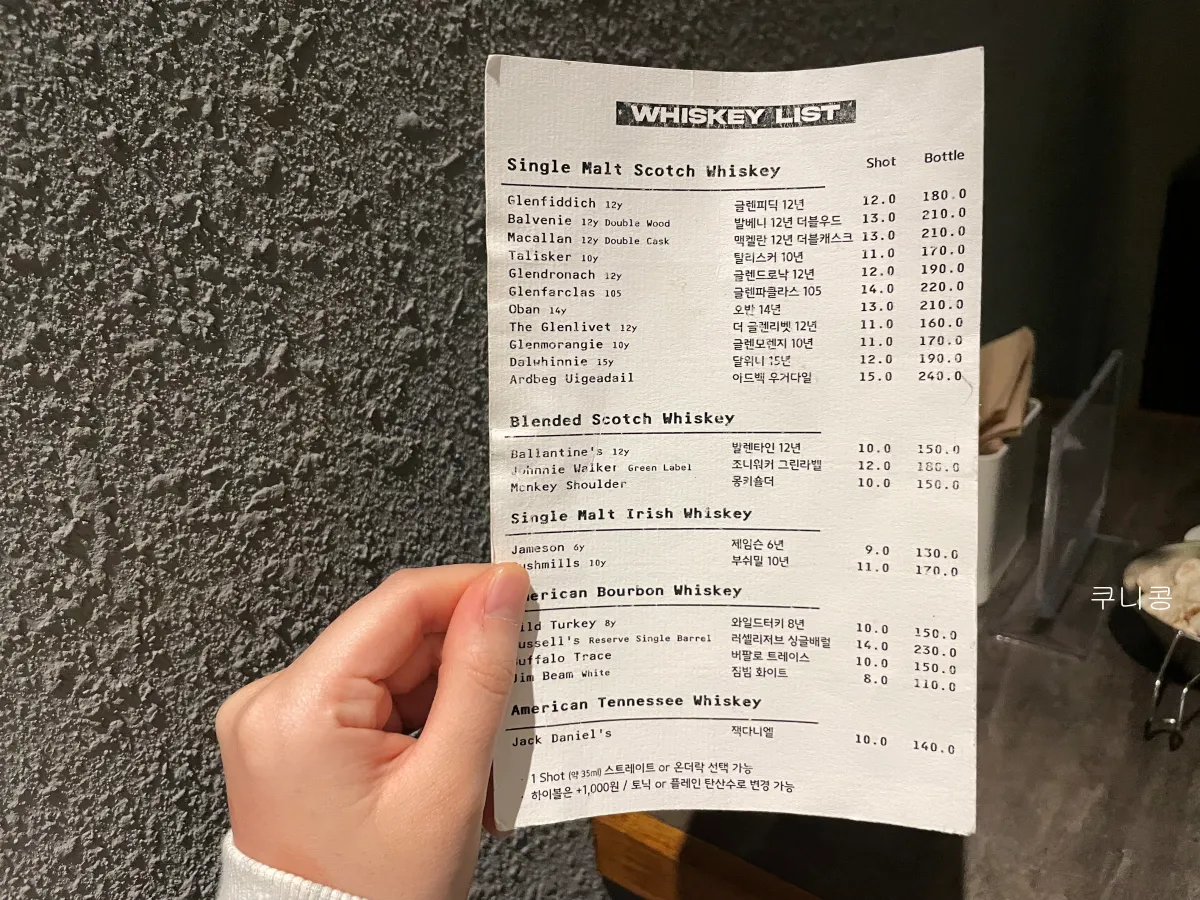 WHISKEY LIST
Single Malt Scotch Whiskey Shot Bottle
Glenfiddich 12y 글렌피딕 12년 12.0 180.0
Balvenie 12y Double Wood 발베니 12년 더블우드 13.0 210.0
Macallan 12y Double Cask 맥켈란 12년 더블캐스크 13.0 210.0
Talisker 10y 탈리스커 10년 11.0 170.0
Glendronach 12y 글렌드로낙 12년 12.0 190.0
Glenfarclas 105 글렌파클라스 105 14.0 220.0
Oban 14y 오반 14년 13.0 210.0
The Glenlivet 12y 더 글렌리벳 12년 11.0 160.0
Glenmorangie 10y 글렌모렌지 10년 11.0 170.0
Dalwhinnie 15y 달위니 15년 12.0 190.0
Ardbeg Uigeadail 아드백 우거다일 15.0 240.0
Blended Scotch Whiskey
Ballantine's 12y 발렌타인 12년 10.0 150.0
Johnnie Walker Green Label 조니워커 그린라벨 12.0 180.0
Monkey Shoulder 몽키숄더 10.0 150.0
Single Malt Irish Whiskey
Jameson 6y 제임슨 6년 9.0 130.0
ushmills 10y 부쉬밀 10년 11.0 170.0
erican Bourbon Whiskey
ild Turkey 8y 와일드터키 8년 10.0 150.0
ussell's Reserve Single Barrel 러셀리저브 싱글배럴 14.0 230.0
uffalo Trace 버팔로 트레이스 10.0 150.0
Jim Beam White 짐빔 화이트 8.0 110.0
American Tennessee Whiskey
Jack Daniel's 잭다니엘 10.0 140.0
· 1 Shot (약 35ml) 스트레이트 or 온더락 선택 가능
· 하이볼은 +1,000원 / 토닉 or 플레인 탄산수로 변경 가능
쿠니콩